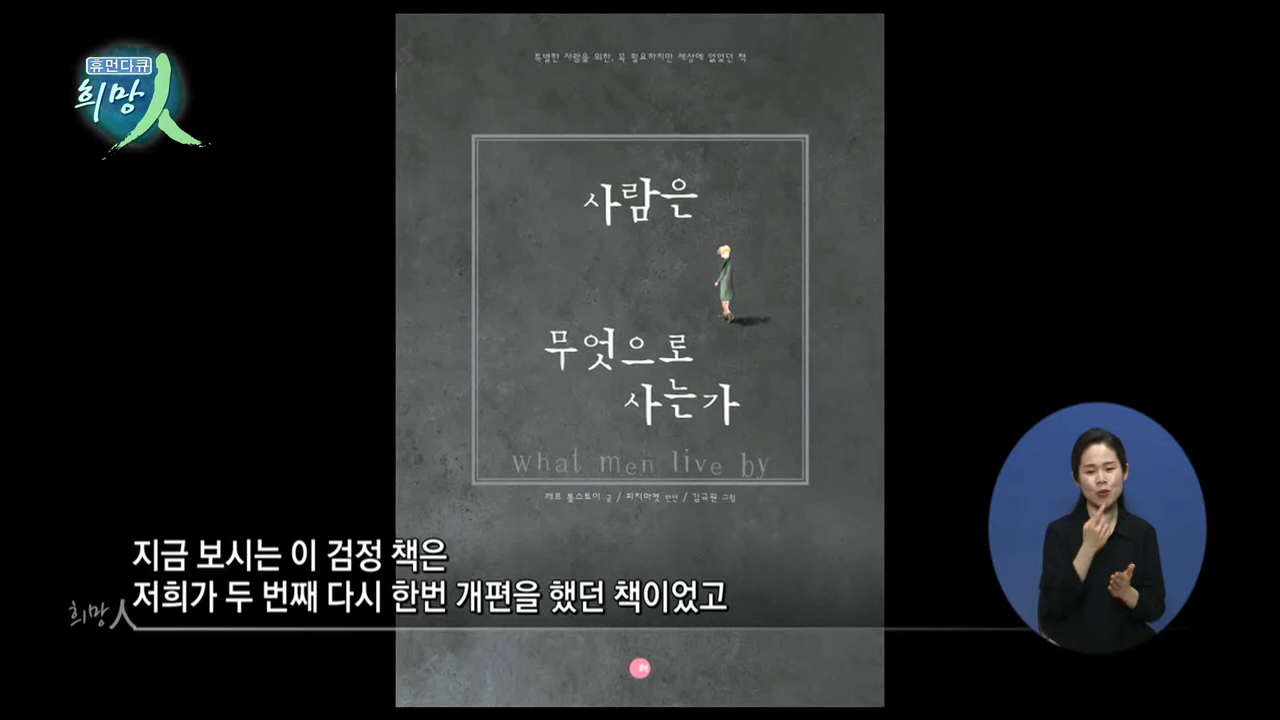 휴먼다큐
희망人
특별한 사람을 위한, 꼭 필요하지만 세상에 없었던 책
사람은
무엇으로
사는가
what men live by
레프 톨스토이 글 / 피치마켓 번안 / 김규원 그림
지금 보시는 이 검정 책은
저희가 두 번째 다시 한번 개편을 했던 책이었고
희망人